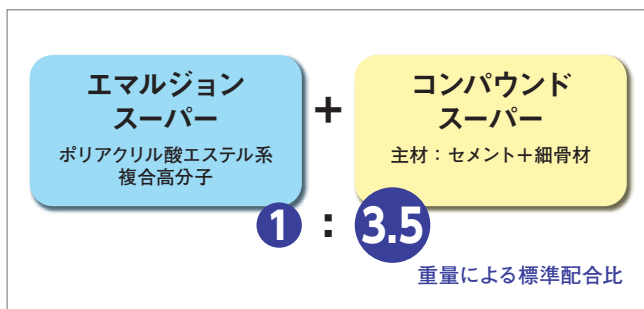 エマルジョン
スーパー
ポリアクリル酸エステル系
複合高分子
+
コンパウンド
スーパー
主材：セメント＋細骨材
1 : 3.5
重量による標準配合比